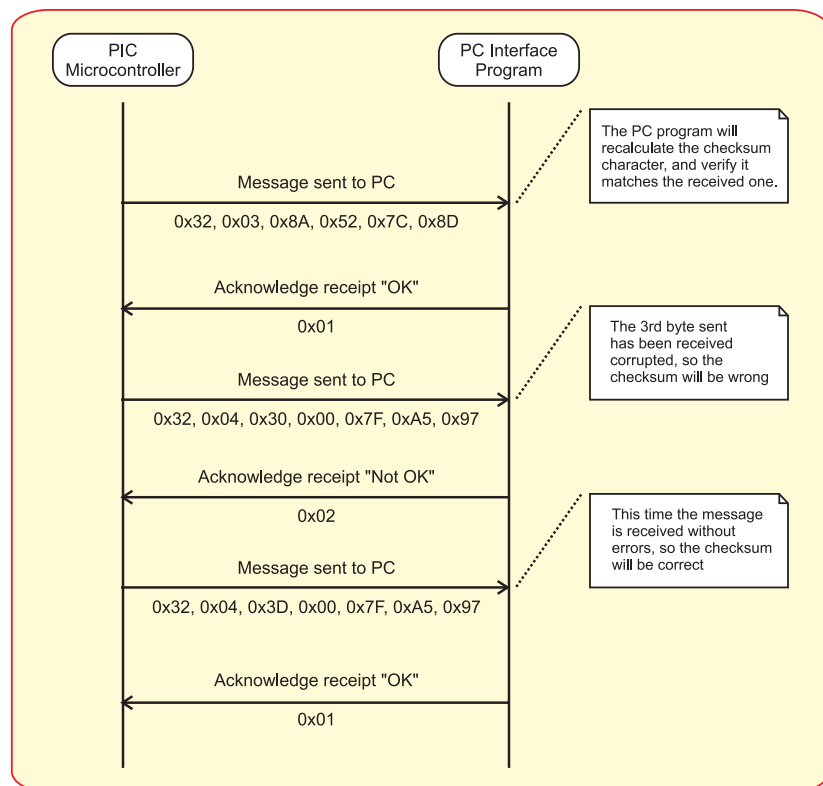 PIC
Microcontroller
PC Interface
Program
The PC program will
recalculate the checksum
character, and verify it
matches the received one.
Message sent to PC
0x32, 0x03, 0x8A, 0x52, 0x7C, 0x8D
Acknowledge receipt "OK"
0x01
The 3rd byte sent
has been received
corrupted, so the
checksum will be wrong
Message sent to PC
0x32, 0x04, 0x30, 0x00, 0x7F, 0xA5, 0x97
Acknowledge receipt "Not OK"
0x02
This time the message
is received without
errors, so the checksum
will be correct
Message sent to PC
0x32, 0x04, 0x3D, 0x00, 0x7F, 0xA5, 0x97
Acknowledge receipt "OK"
0x01